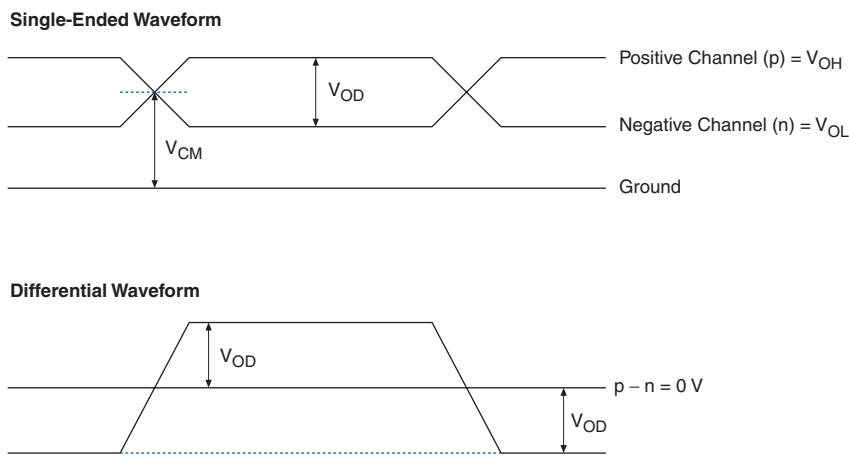 Single-Ended Waveform
Positive Channel (p) = VOH
VOD
Negative Channel (n) = VOL
VCM
Ground
Differential Waveform
VOD
p – n = 0 V
VOD